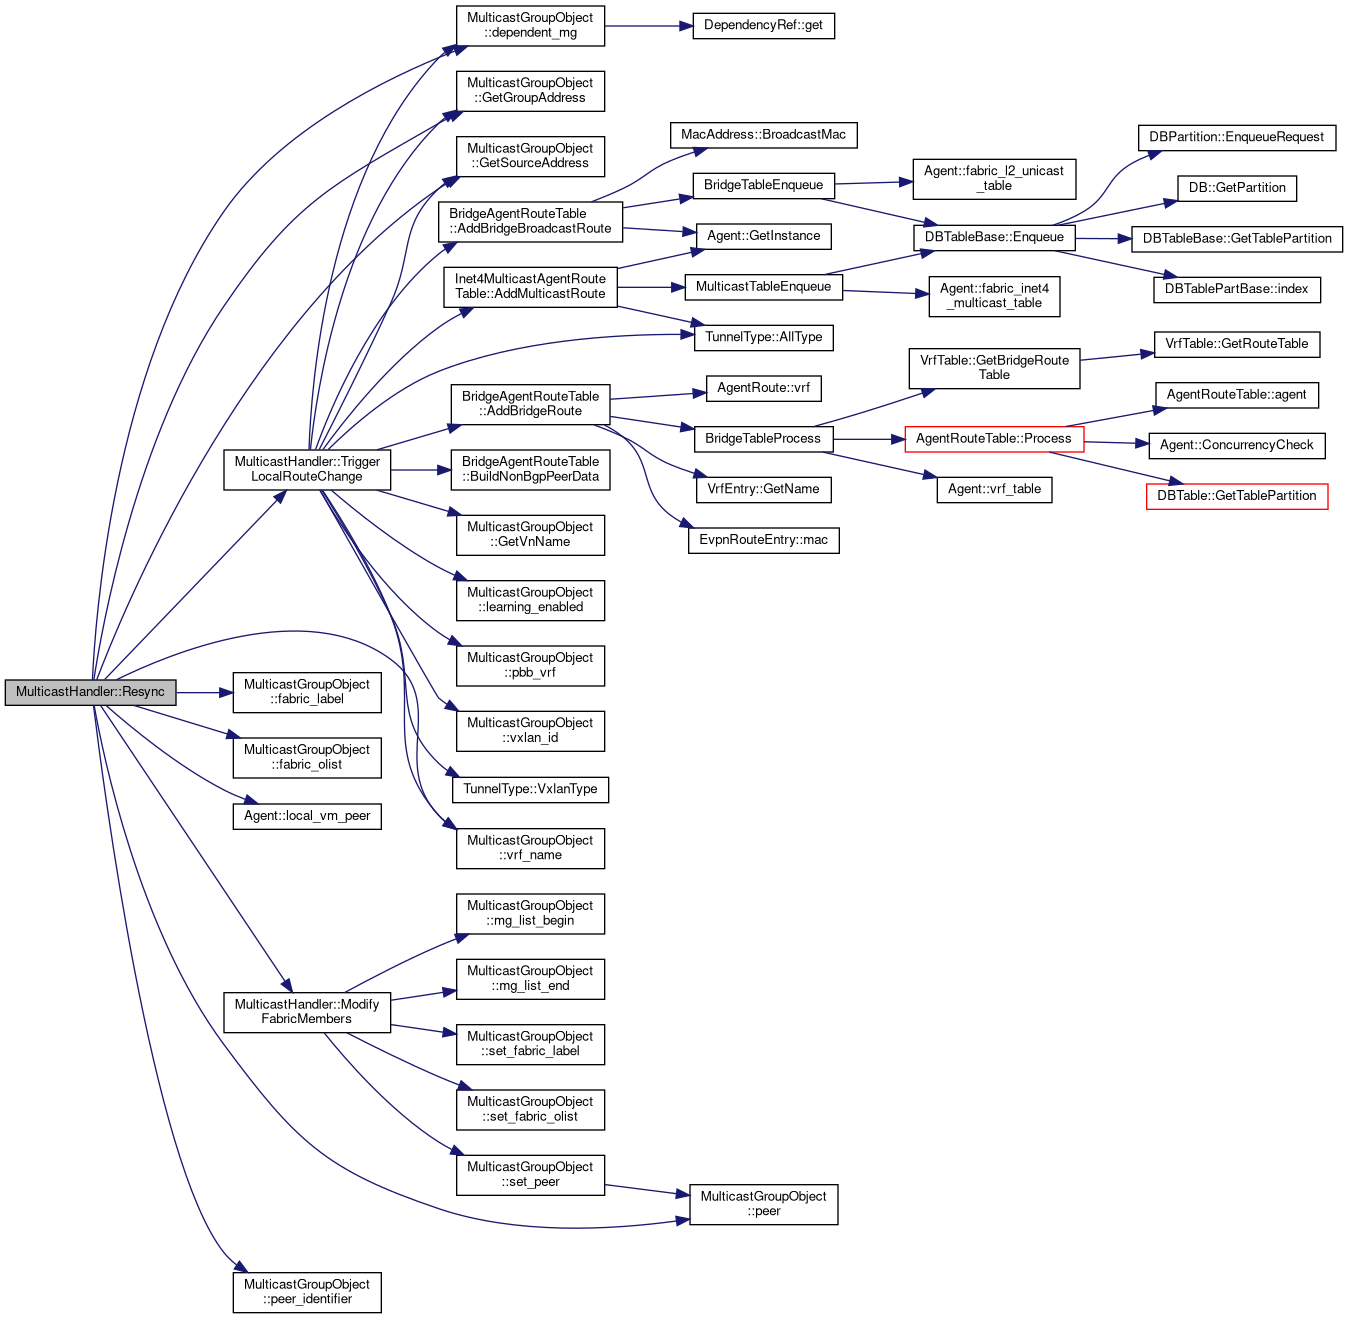 MulticastGroupObject
::dependent_mg
DependencyRef::get
MulticastGroupObject
::GetGroupAddress
MulticastGroupObject
::GetSourceAddress
MacAddress::BroadcastMac
DBPartition::EnqueueRequest
BridgeTableEnqueue
Agent::fabric_l2_unicast
_table
DB::GetPartition
BridgeAgentRouteTable
::AddBridgeBroadcastRoute
Agent::GetInstance
DBTableBase::Enqueue
DBTableBase::GetTablePartition
Inet4MulticastAgentRoute
Table::AddMulticastRoute
MulticastTableEnqueue
Agent::fabric_inet4
_multicast_table
DBTablePartBase::index
TunnelType::AllType
VrfTable::GetBridgeRoute
Table
VrfTable::GetRouteTable
BridgeAgentRouteTable
::AddBridgeRoute
AgentRoute::vrf
AgentRouteTable::agent
BridgeTableProcess
AgentRouteTable::Process
Agent::ConcurrencyCheck
MulticastHandler::Trigger
LocalRouteChange
BridgeAgentRouteTable
::BuildNonBgpPeerData
VrfEntry::GetName
Agent::vrf_table
DBTable::GetTablePartition
MulticastGroupObject
::GetVnName
EvpnRouteEntry::mac
MulticastGroupObject
::learning_enabled
MulticastGroupObject
::pbb_vrf
MulticastHandler::Resync
MulticastGroupObject
::fabric_label
MulticastGroupObject
::vxlan_id
MulticastGroupObject
::fabric_olist
TunnelType::VxlanType
Agent::local_vm_peer
MulticastGroupObject
::vrf_name
MulticastGroupObject
::mg_list_begin
MulticastGroupObject
::mg_list_end
MulticastHandler::Modify
FabricMembers
MulticastGroupObject
::set_fabric_label
MulticastGroupObject
::set_fabric_olist
MulticastGroupObject
::set_peer
MulticastGroupObject
::peer
MulticastGroupObject
::peer_identifier